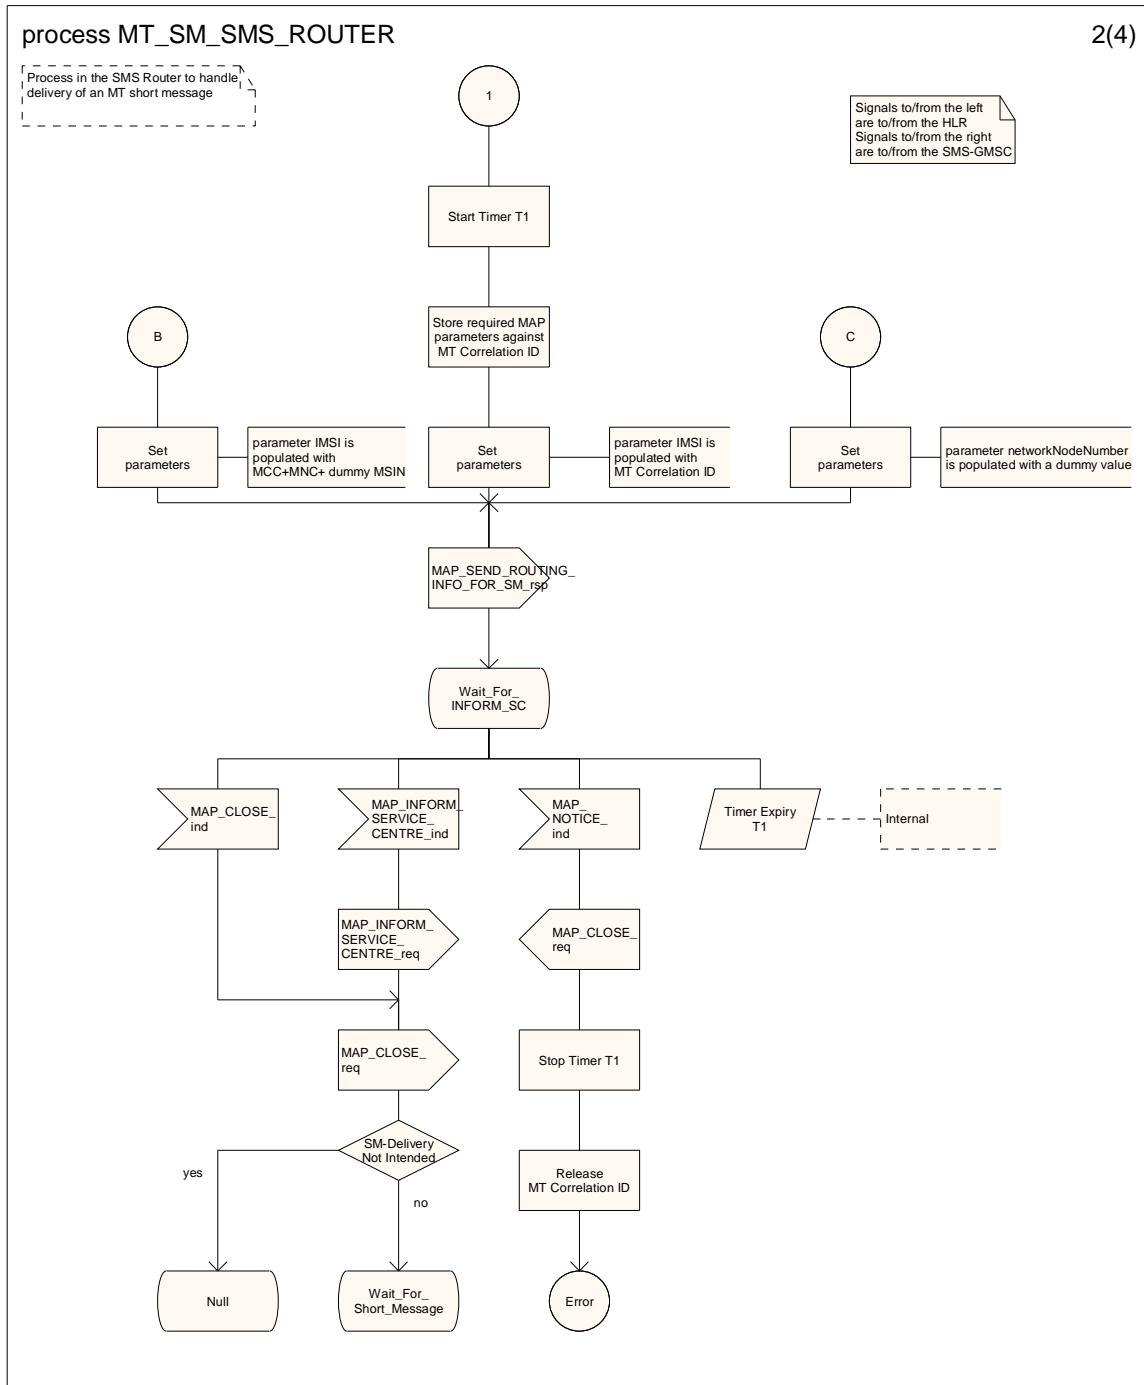 process MT_SM_SMS_ROUTER
2(4)
Process in the SMS Router to handle
delivery of an MT short message
1
Signals to/from the left
are to/from the HLR
Signals to/from the right
are to/from the SMS-GMSC
Start Timer T1
B
Store required MAP
parameters against
MT Correlation ID
C
Set
parameters
parameter IMSI is
populated with
MCC+MNC+ dummy MSIN
Set
parameters
parameter IMSI is
populated with
MT Correlation ID
Set
parameters
parameter networkNodeNumber
is populated with a dummy value
MAP_SEND_ROUTING_
INFO_FOR_SM_rsp
Wait_For_
INFORM_SC
MAP_CLOSE_
ind
MAP_INFORM_
SERVICE_
CENTRE_ind
MAP_
NOTICE_
ind
Timer Expiry
T1
Internal
MAP_INFORM_
SERVICE_
CENTRE_req
MAP_CLOSE_
req
MAP_CLOSE_
req
Stop Timer T1
SM-Delivery
Not Intended
yes
no
Release
MT Correlation ID
Null
Wait_For_
Short_Message
Error